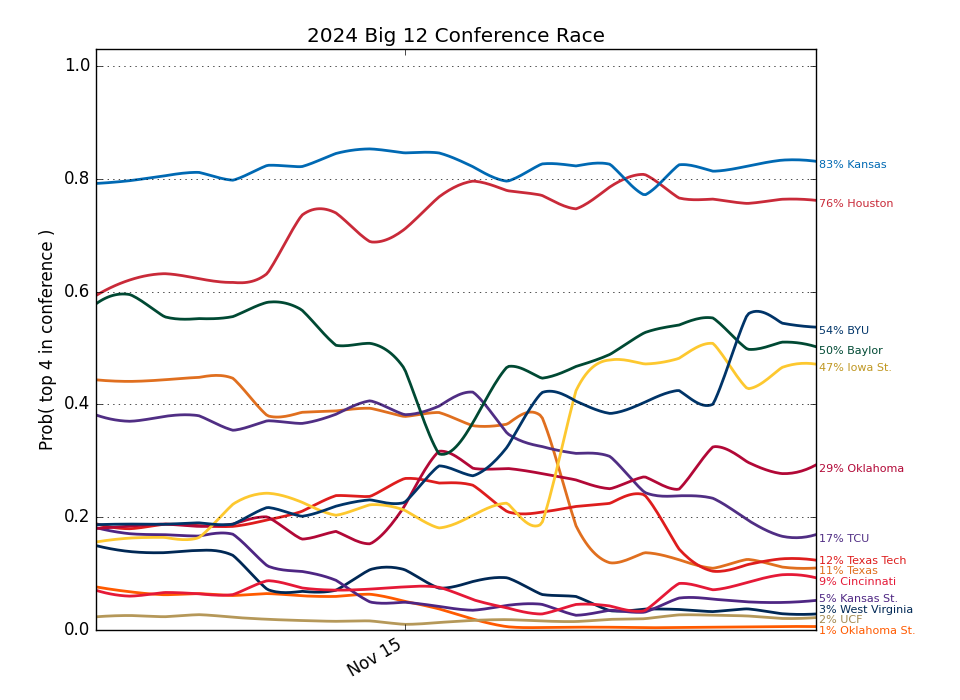 2024 Big 12 Conference Race
Prob( top 4 in conference )
1.0
0.8
0.6
0.4
0.2
0.0
Nov 15
83% Kansas
76% Houston
54% BYU
50% Baylor
47% Iowa St.
29% Oklahoma
17% TCU
12% Texas Tech
11% Texas
9% Cincinnati
5% Kansas St.
3% West Virginia
2% UCF
1% Oklahoma St.